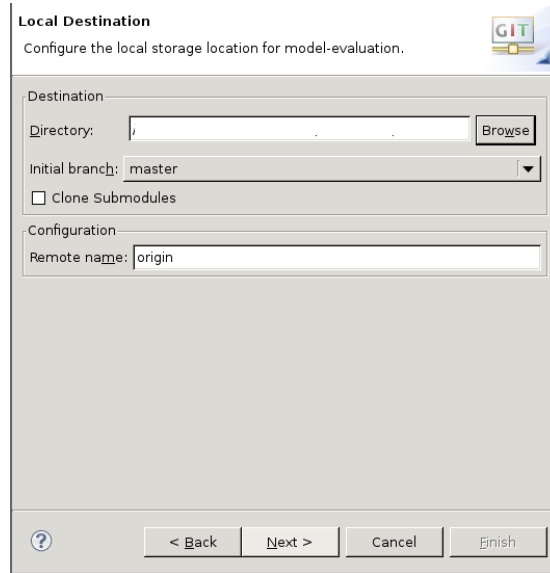 Local Destination
Configure the local storage location for model-evaluation.
GIT
Destination
Directory:
Browse
Initial branch: master
Clone Submodules
Configuration
Remote name: origin
?
< Back Next > Cancel Finish